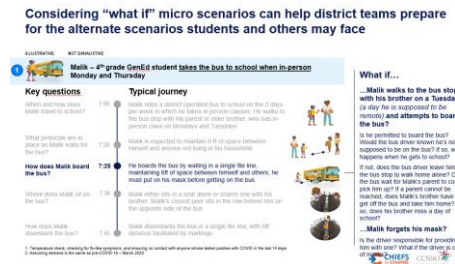 Considering “what if” micro scenarios can help district teams prepare
for the alternate scenarios students and others may face
ILLUSTRATIVE NOT EXHAUSTIVE
1
Malik – 4th grade GenEd student takes the bus to school when in-person
Monday and Thursday
Key questions
Typical journey
When and how does
Malik travel to school?
7:00
Malik rides a district operated bus to school on the 3 days
per week in which he takes in-person classes. He walks to
the bus stop with his parent or older brother, who has in-
person class on Mondays and Tuesdays
What protocols are in
place as Malik waits for
the bus?
7:20
Malik is expected to maintain 6 ft of space between
himself and anyone not living in his household
How does Malik board
the bus?
7:25
He boards the bus by waiting in a single file line,
maintaining 6ft of space between himself and others, he
must put on his mask before getting on the bus
Where does Malik sit on
the bus?
7:30
Malik either sits in a seat alone or shares one with his
brother. Malik's closest peer sits in the row behind him on
the opposite side of the bus
How does Malik
disembark the bus?
7:45
Malik disembarks the bus in a single file line, with 6ft
distance facilitated by markings
What if…
…Malik walks to the bus stop
with his brother on a Tuesday
(a day he is supposed to be
remote) and attempts to board
the bus?
Is he permitted to board the bus?
Would the bus driver know he's not
supposed to be on the bus? If so, what
happens when he gets to school?
If not, does the bus driver leave him at
the bus stop to walk home alone? Does
the bus wait for Malik's parent to come
pick him up? If a parent cannot be
reached, does Malik's brother have to
get off the bus and take him home? If
so, does his brother miss a day of
school?
…Malik forgets his mask?
Is the driver responsible for providing
him with one? What if the driver is out
of
1. Temperature check, checking for flu-like symptoms, and ensuring no contact with anyone whose tested positive with COVID in the last 14 days
2. Assuming demand is the same as pre-COVID-19 – March 2020
CHIEFS
for CHANGE
CCSSO